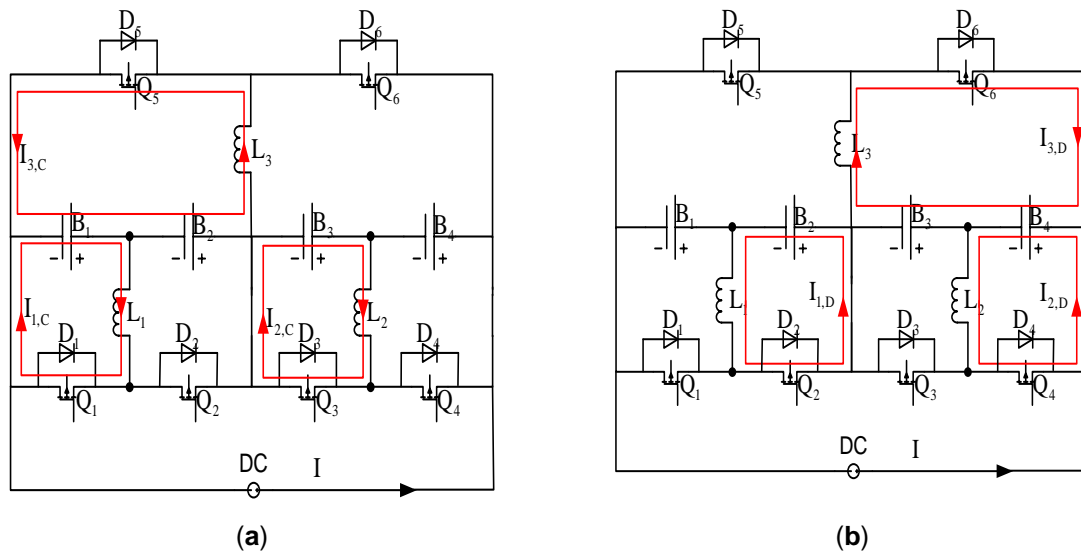 D5 D6
Q5 Q6
I3,C L3
B1 B2 B3 B4
- + - + - + - +
I1,C L1 I2,C L2
D1 D2 D3 D4
Q1 Q2 Q3 Q4
DC I
(a)
D5 D6
Q5 Q6
L3 I3,D
B1 B2 B3 B4
- + - + - + - +
L1 I1,D L2 I2,D
D1 D2 D3 D4
Q1 Q2 Q3 Q4
DC I
(b)